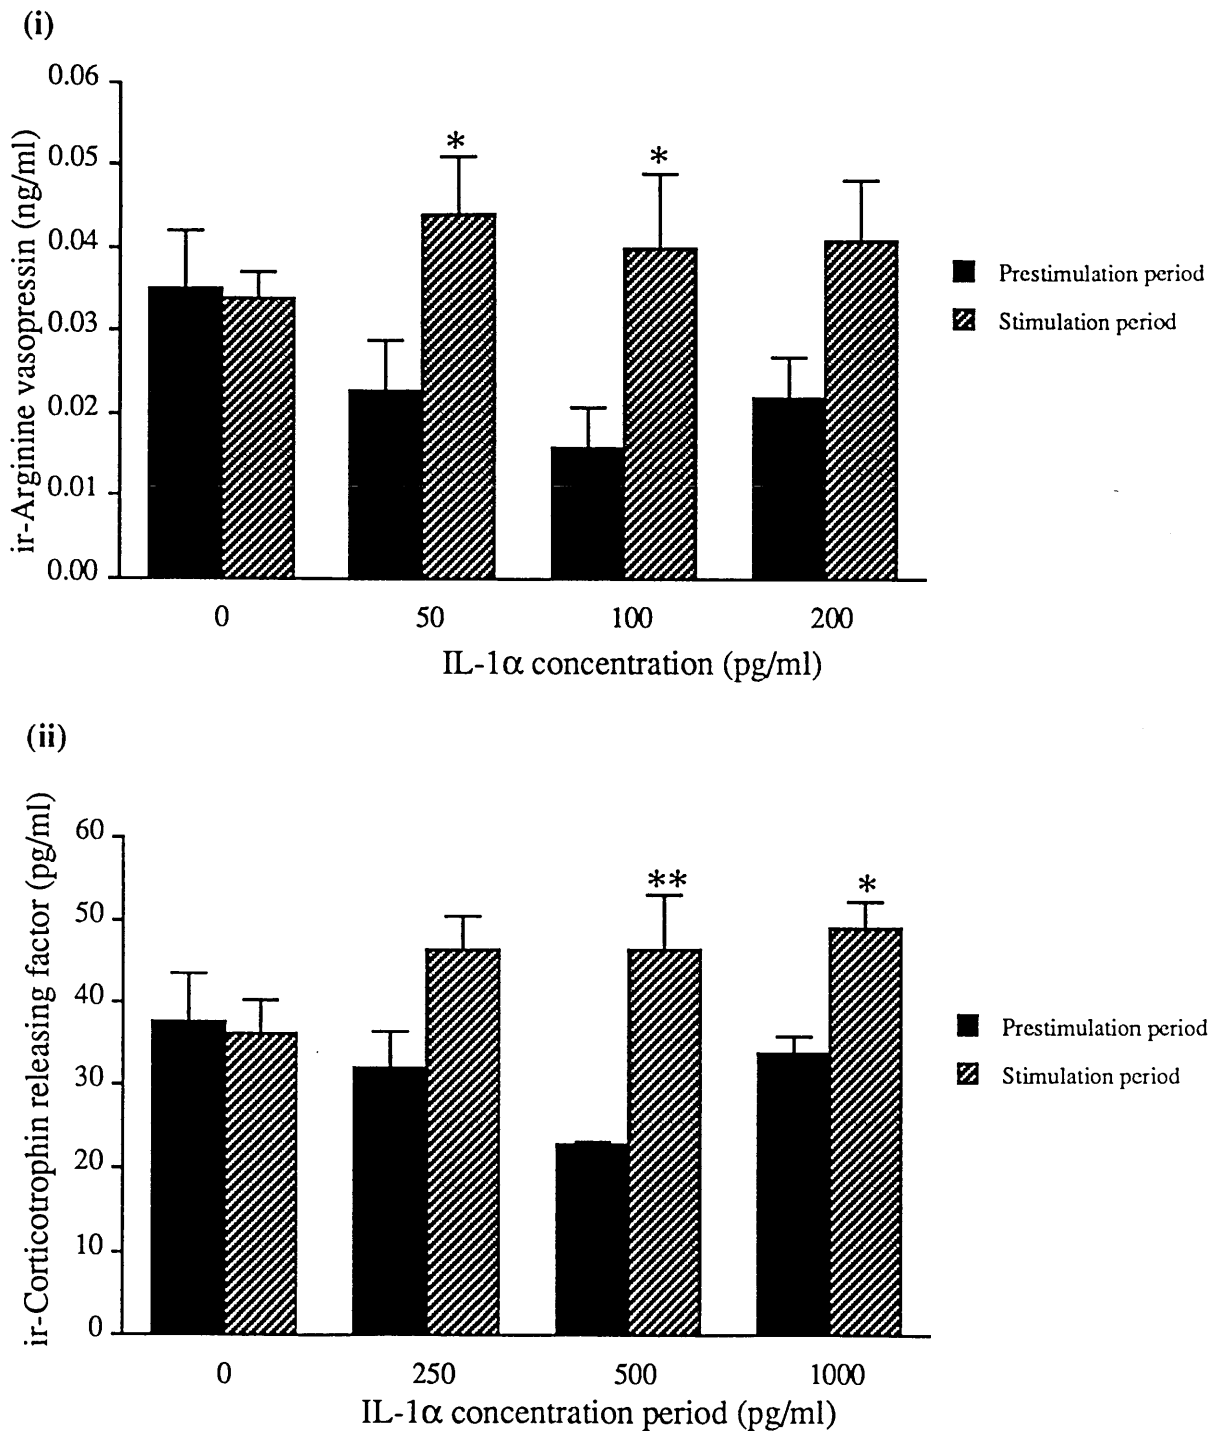 (i)
ir-Arginine vasopressin (ng/ml)
0.06
0.05
0.04
0.03
0.02
0.01
0.00
* *
0 50 100 200
IL-1α concentration (pg/ml)
Prestimulation period
Stimulation period
(ii)
ir-Corticotrophin releasing factor (pg/ml)
60
50
40
30
20
10
0
** *
0 250 500 1000
IL-1α concentration period (pg/ml)
Prestimulation period
Stimulation period